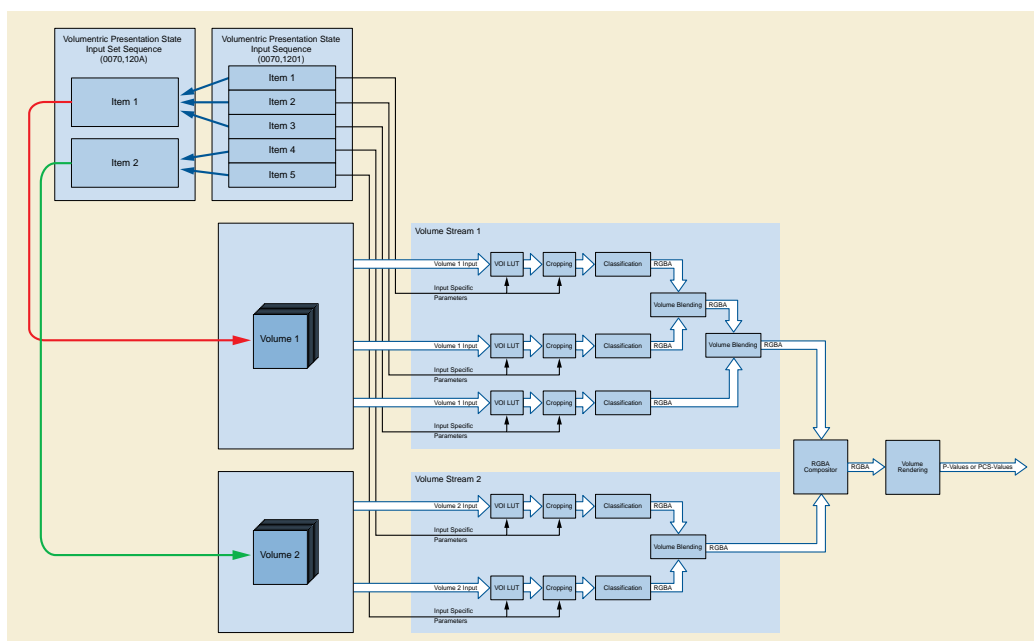 Volumentric Presentation State
Input Set Sequence
(0070,120A)
Volumentric Presentation State
Input Sequence
(0070,1201)
Item 1
Item 2
Item 1
Item 2
Item 3
Item 4
Item 5
Volume 1
Volume Stream 1
Volume 1 Input
VOI LUT
Cropping
Classification
RGBA
Input Specific
Parameters
Volume Blending
RGBA
Volume 1 Input
VOI LUT
Cropping
Classification
RGBA
Volume Blending
RGBA
Input Specific
Parameters
Volume 1 Input
VOI LUT
Cropping
Classification
RGBA
Input Specific
Parameters
RGBA
Compositor
RGBA
Volume
Rendering
P-Values or PCS-Values
Volume 2
Volume Stream 2
Volume 2 Input
VOI LUT
Cropping
Classification
RGBA
Input Specific
Parameters
Volume Blending
RGBA
Volume 2 Input
VOI LUT
Cropping
Classification
RGBA
Input Specific
Parameters